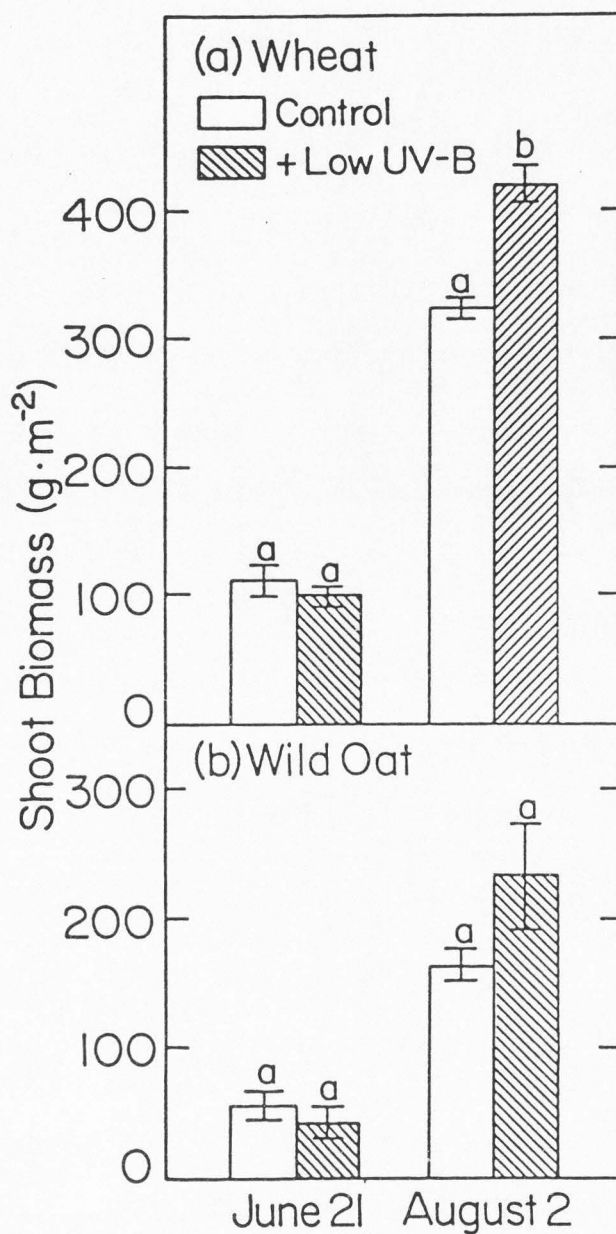 (a) Wheat
Control
+ Low UV-B
b
400
a
300
200
a a
100
0
Shoot Biomass (g·m⁻²)
(b) Wild Oat
300
a
200
a
100
a a
0
June 21 August 2